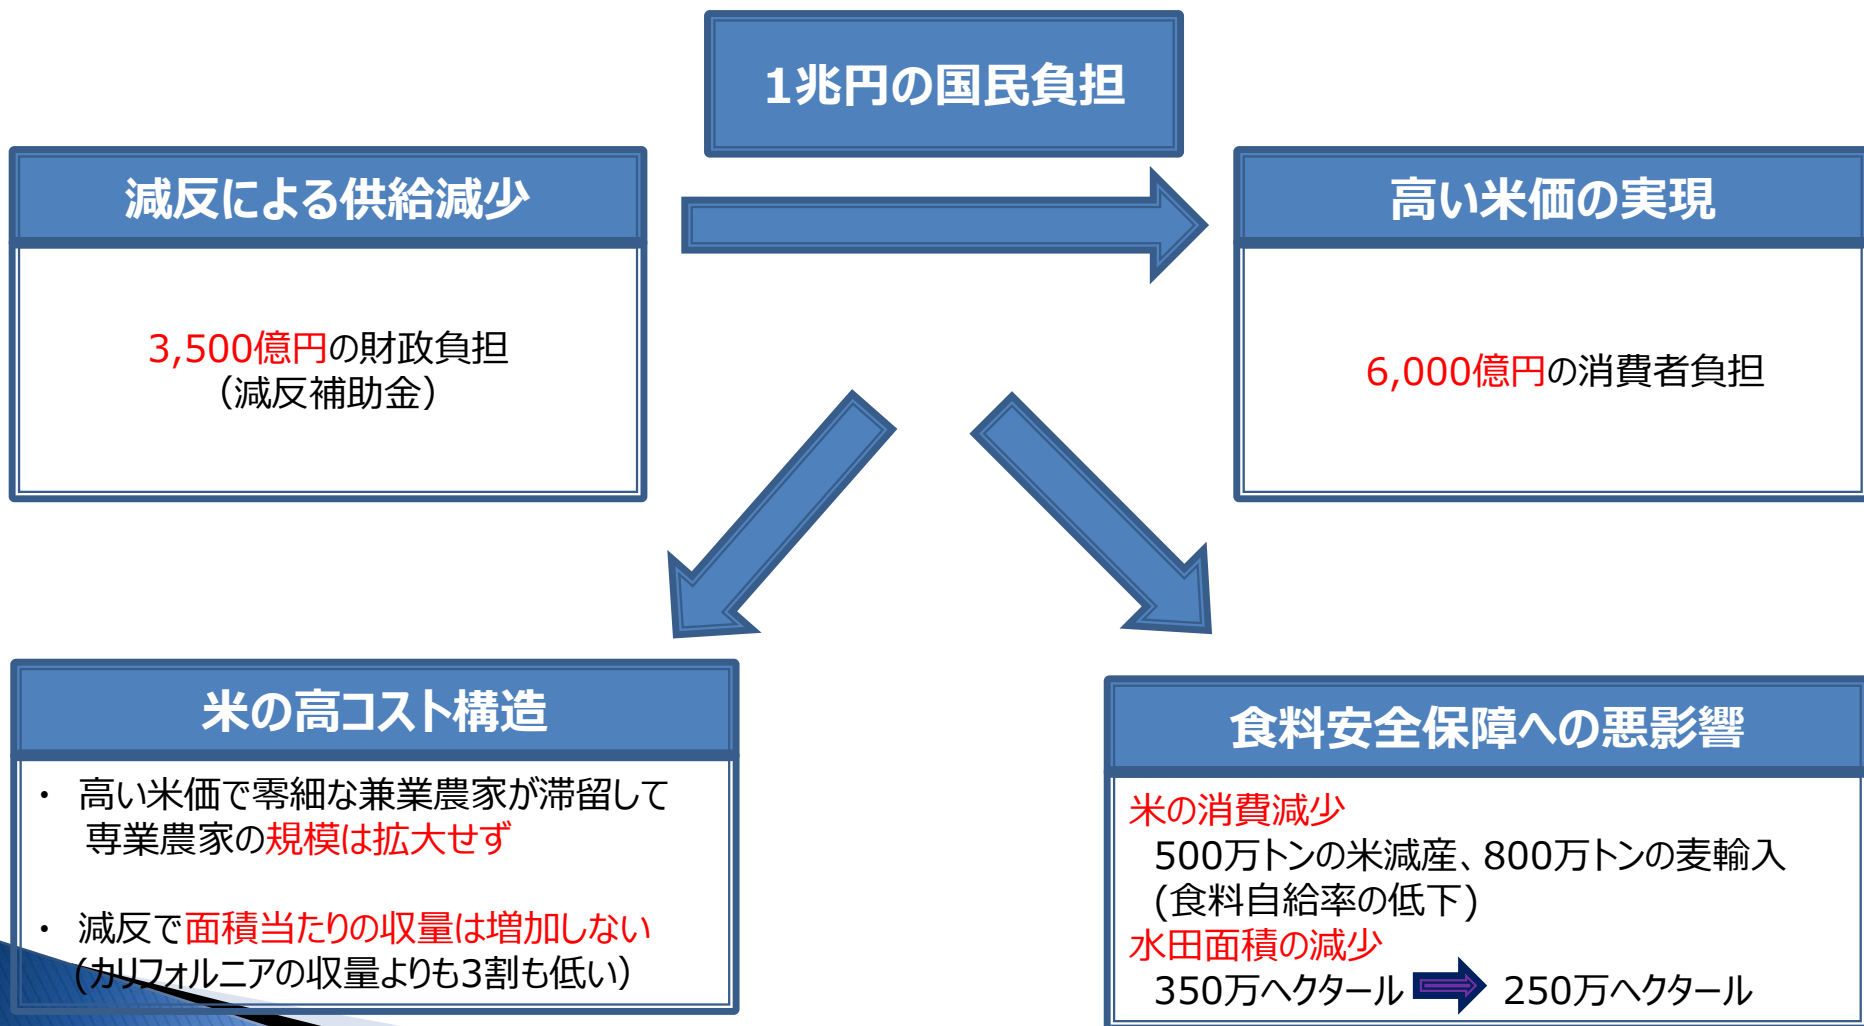 1兆円の国民負担
減反による供給減少
3,500億円の財政負担
（減反補助金）
高い米価の実現
6,000億円の消費者負担
米の高コスト構造
・ 高い米価で零細な兼業農家が滞留して
専業農家の規模は拡大せず
・ 減反で面積当たりの収量は増加しない
(カリフォルニアの収量よりも3割も低い）
食料安全保障への悪影響
米の消費減少
500万トンの米減産、800万トンの麦輸入
(食料自給率の低下)
水田面積の減少
350万ヘクタール 250万ヘクタール